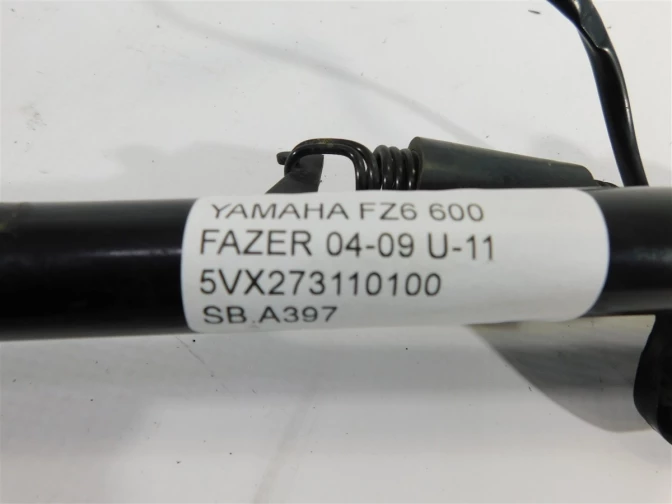 YAMAHA FZ6 600
FAZER 04-09 U-11
5VX273110100
SB.A397